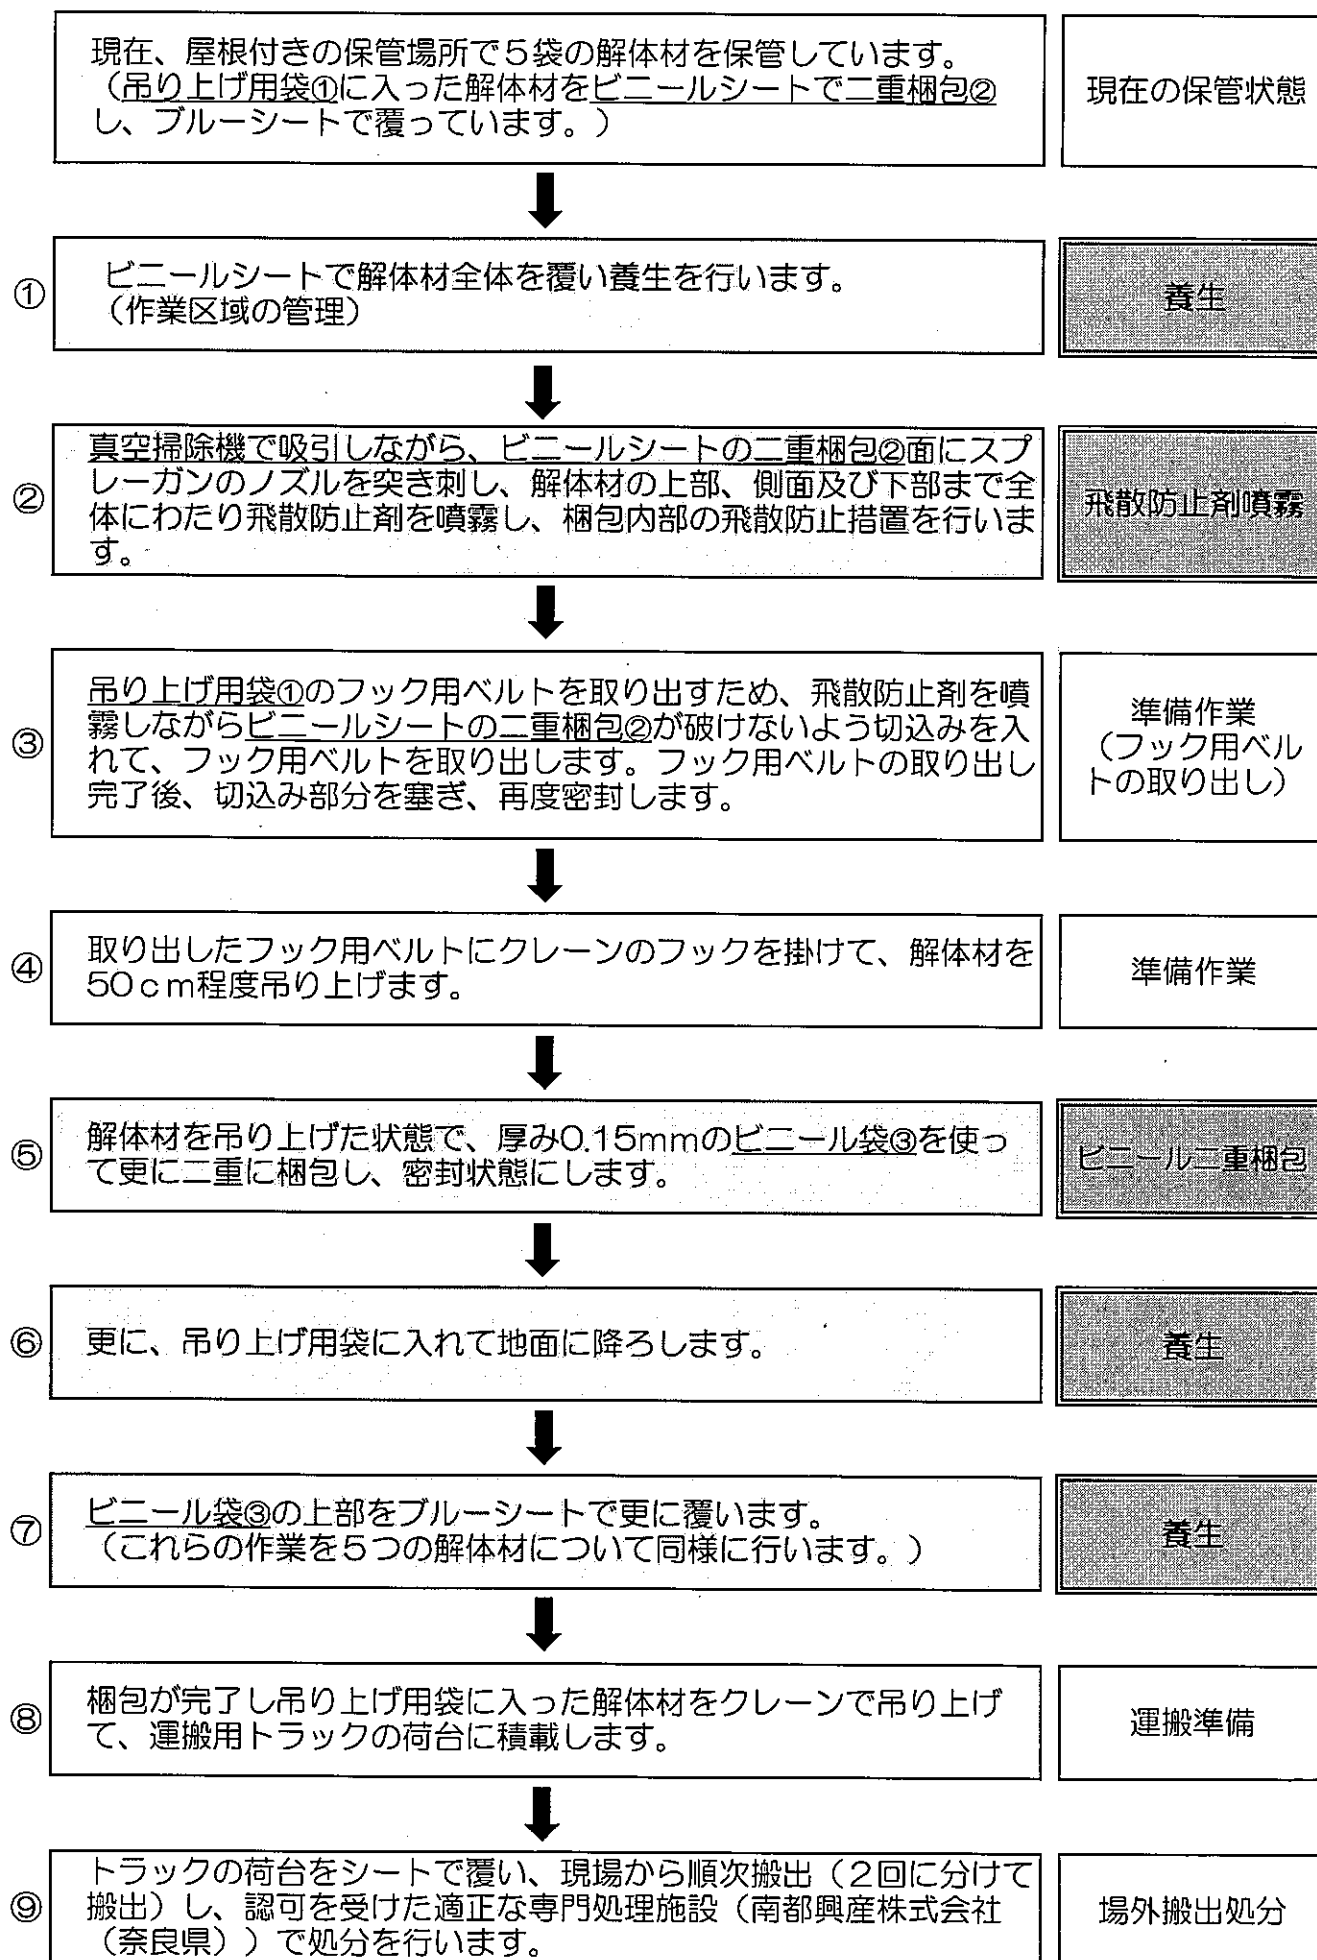 現在、屋根付きの保管場所で５袋の解体材を保管しています。
（吊り上げ用袋①に入った解体材をビニールシートで二重梱包②
し、ブルーシートで覆っています。）
現在の保管状態
①
ビニールシートで解体材全体を覆い養生を行います。
（作業区域の管理）
養生
②
真空掃除機で吸引しながら、ビニールシートの二重梱包②面にスプ
レーガンのノズルを突き刺し、解体材の上部、側面及び下部まで全
体にわたり飛散防止剤を噴霧し、梱包内部の飛散防止措置を行いま
す。
飛散防止剤噴霧
③
吊り上げ用袋①のフック用ベルトを取り出すため、飛散防止剤を噴
霧しながらビニールシートの二重梱包②が破けないよう切込みを入
れて、フック用ベルトを取り出します。フック用ベルトの取り出し
完了後、切込み部分を塞ぎ、再度密封します。
準備作業
（フック用ベル
トの取り出し）
④
取り出したフック用ベルトにクレーンのフックを掛けて、解体材を
５０ｃｍ程度吊り上げます。
準備作業
⑤
解体材を吊り上げた状態で、厚み0.15mmのビニール袋③を使っ
て更に二重に梱包し、密封状態にします。
ビニール二重梱包
⑥
更に、吊り上げ用袋に入れて地面に降ろします。
養生
⑦
ビニール袋③の上部をブルーシートで更に覆います。
（これらの作業を５つの解体材について同様に行います。）
養生
⑧
梱包が完了し吊り上げ用袋に入った解体材をクレーンで吊り上げ
て、運搬用トラックの荷台に積載します。
運搬準備
⑨
トラックの荷台をシートで覆い、現場から順次搬出（２回に分けて
搬出）し、認可を受けた適正な専門処理施設（南都興産株式会社
（奈良県））で処分を行います。
場外搬出処分